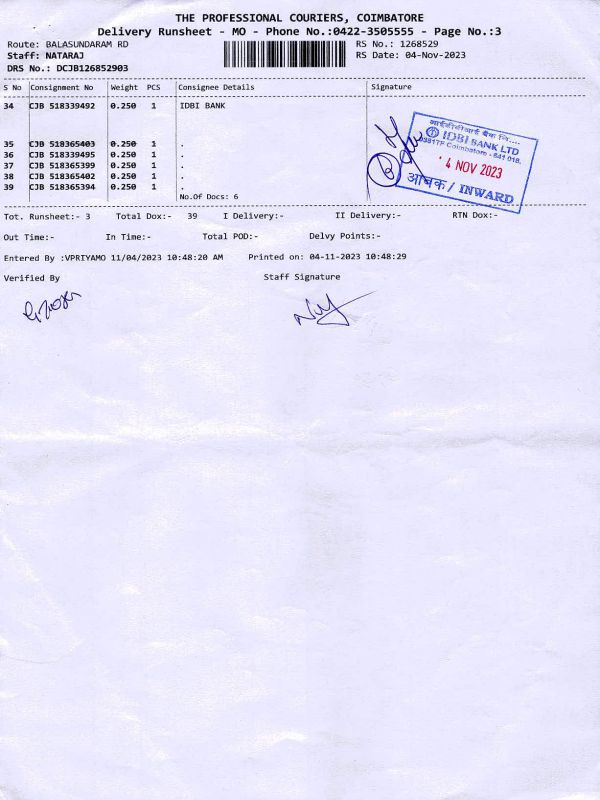 THE PROFESSIONAL COURIERS, COIMBATORE
Delivery Runsheet - MO - Phone No.:0422-3505555 - Page No.:3
Route: BALASUNDARAM RD RS No.: 1268529
Staff: NATARAJ RS Date: 04-Nov-2023
DRS No.: DCJB126852903
S No Consignment No Weight PCS Consignee Details Signature
34 CJB 518339492 0.250 1 IDBI BANK
35 CJB 518365403 0.250 1 .
36 CJB 518339495 0.250 1 .
37 CJB 518365399 0.250 1 .
38 CJB 518365402 0.250 1 .
39 CJB 518365394 0.250 1 .
No.Of Docs: 6
आईडीबीआई बैंक लि....
IDBI BANK LTD
Coimbatore - 641 018.
4 NOV 2023
आवक / INWARD
Tot. Runsheet:- 3 Total Dox:- 39 I Delivery:- II Delivery:- RTN Dox:-
Out Time:- In Time:- Total POD:- Delvy Points:-
Entered By :VPRIYAMO 11/04/2023 10:48:20 AM Printed on: 04-11-2023 10:48:29
Verified By Staff Signature